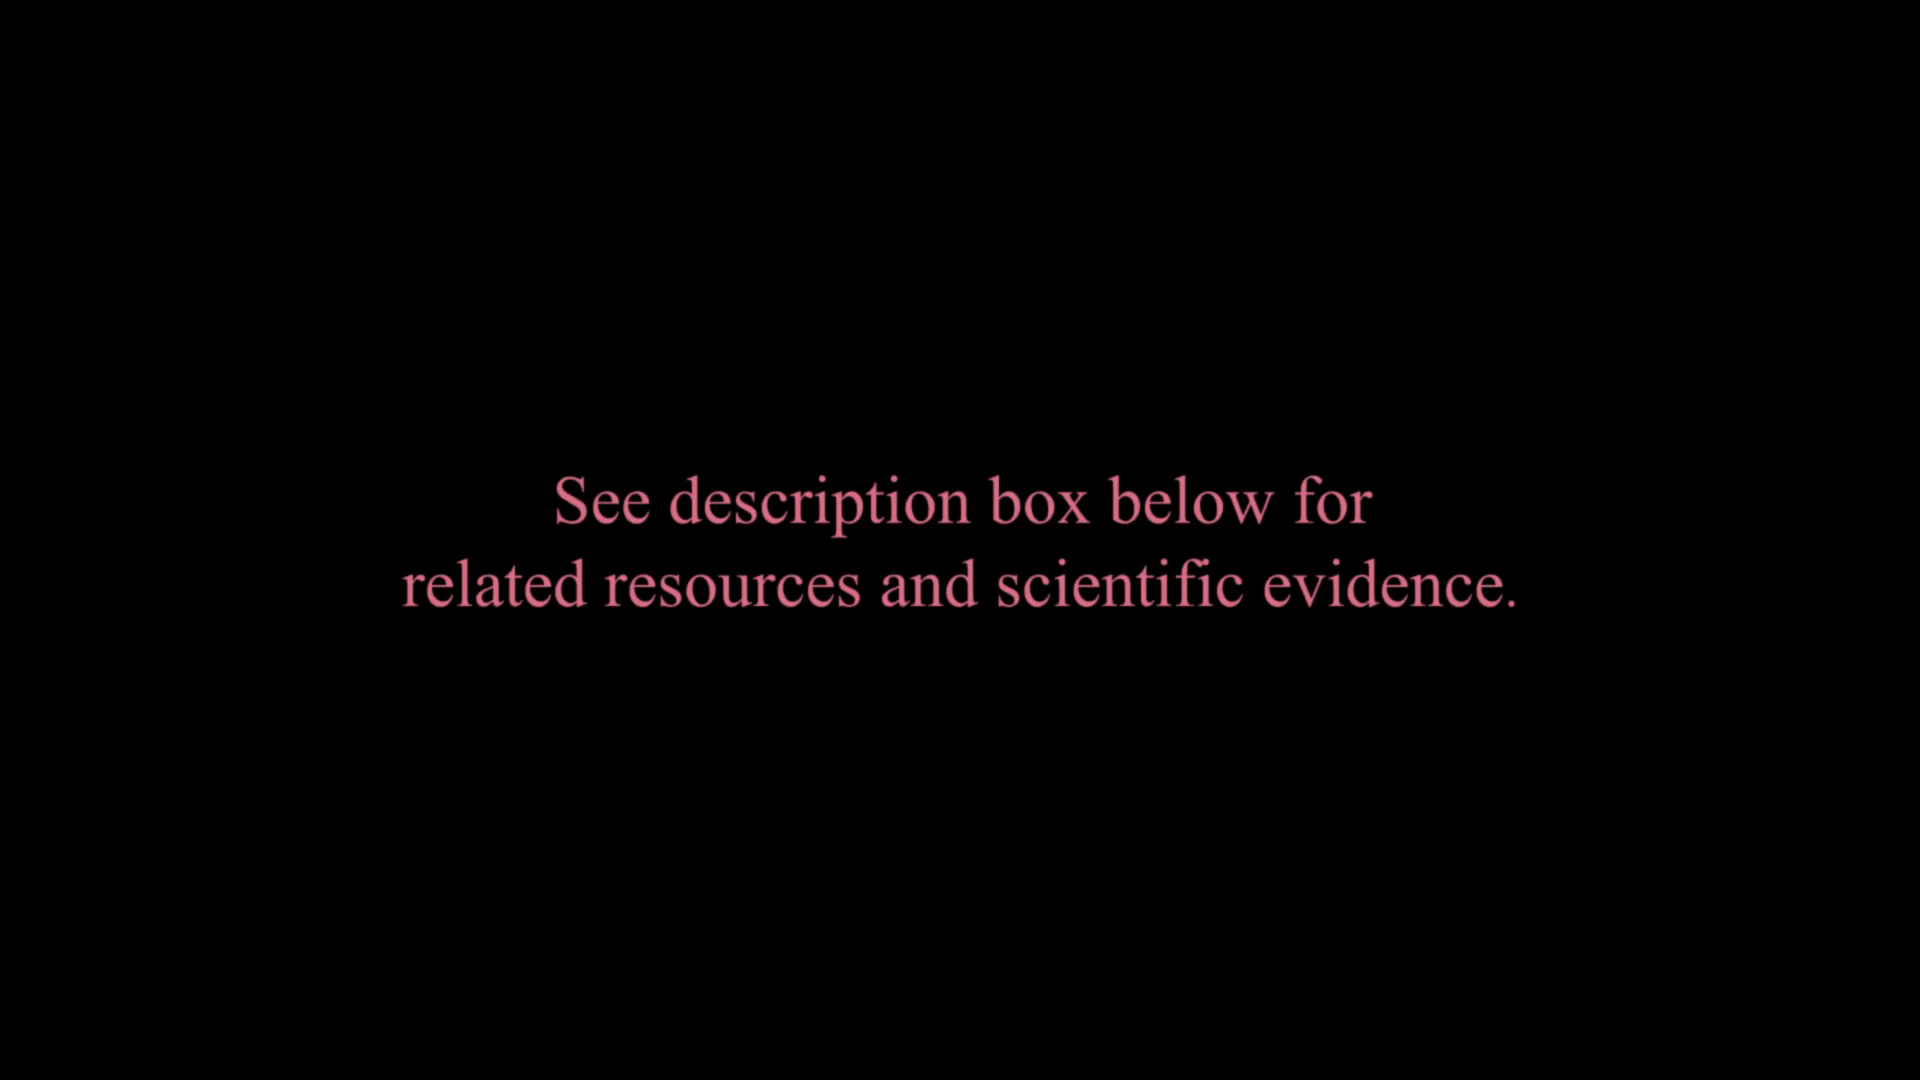 See description box below for
related resources and scientific evidence.